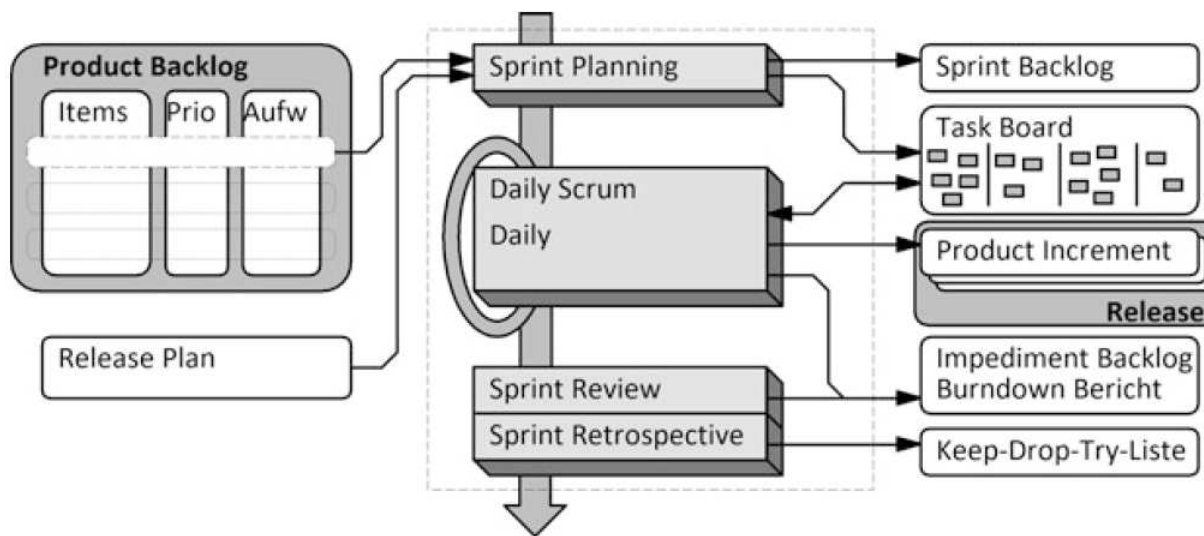 Product Backlog
Items Prio Aufw
Release Plan
Sprint Planning
Daily Scrum
Daily
Sprint Review
Sprint Retrospective
Sprint Backlog
Task Board
Product Increment
Release
Impediment Backlog
Burndown Bericht
Keep-Drop-Try-Liste